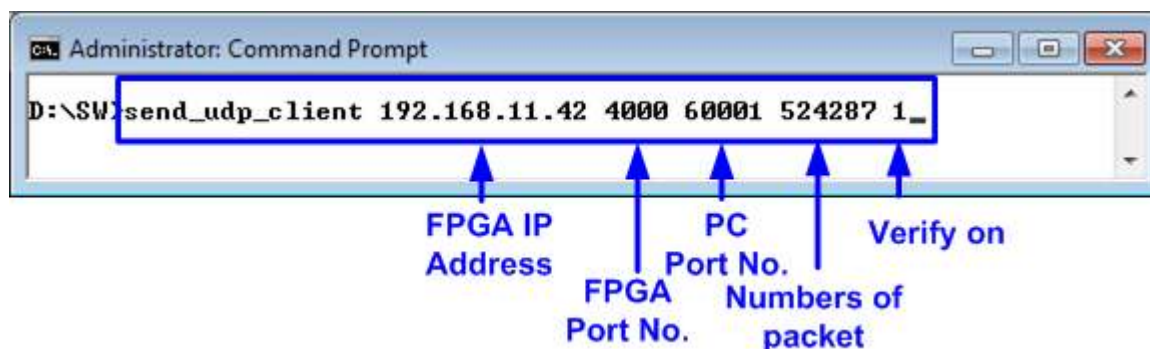 Administrator: Command Prompt
D:\SW>send_udp_client 192.168.11.42 4000 60001 524287 1_
FPGA IP
Address
FPGA
Port No.
PC
Port No.
Numbers of
packet
Verify on